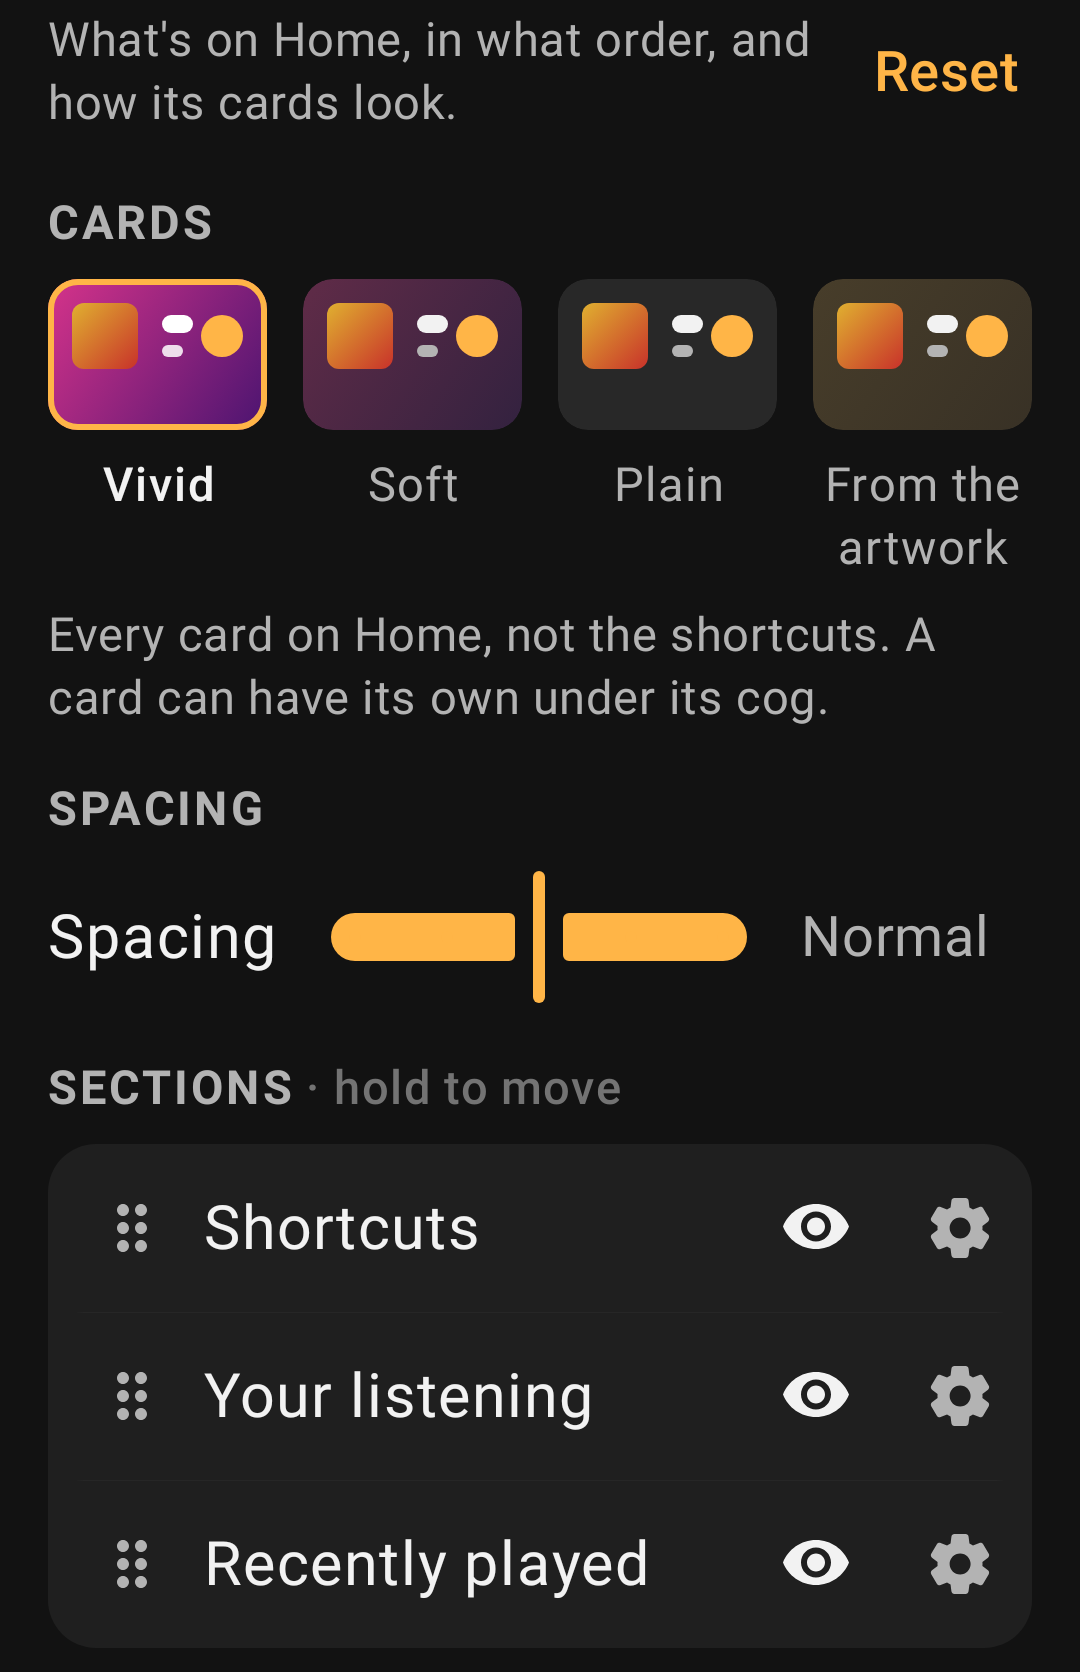 What's on Home, in what order, and
how its cards look.
Reset
CARDS
Vivid
Soft
Plain
From the
artwork
Every card on Home, not the shortcuts. A
card can have its own under its cog.
SPACING
Spacing
Normal
SECTIONS · hold to move
Shortcuts
Your listening
Recently played